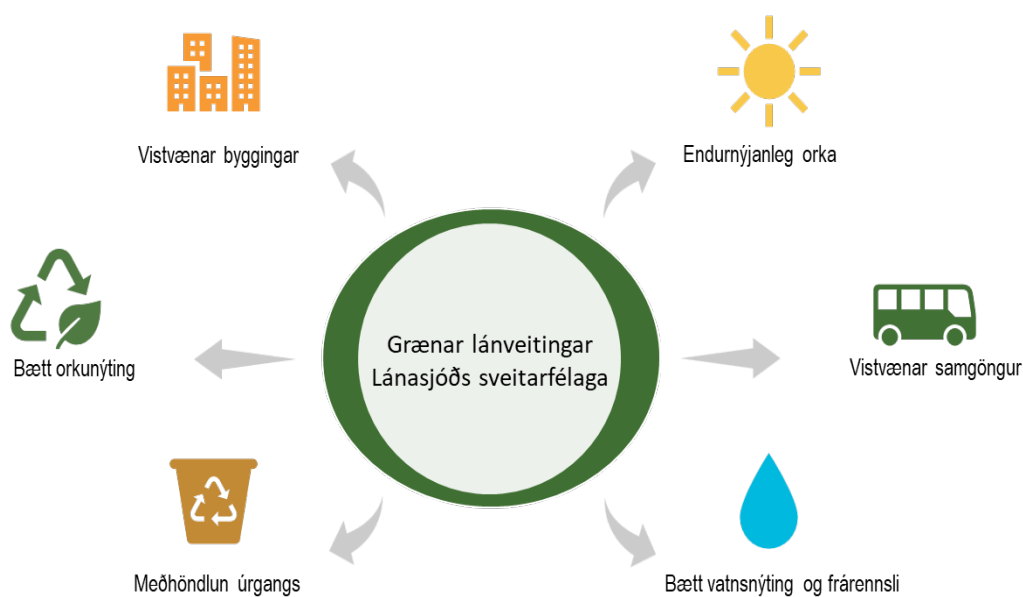 Vistvænar byggingar
Endurnýjanleg orka
Bætt orkunýting
Grænar lánveitingar
Lánasjóðs sveitarfélaga
Vistvænar samgöngur
Meðhöndlun úrgangs
Bætt vatnsnýting og frárennsli